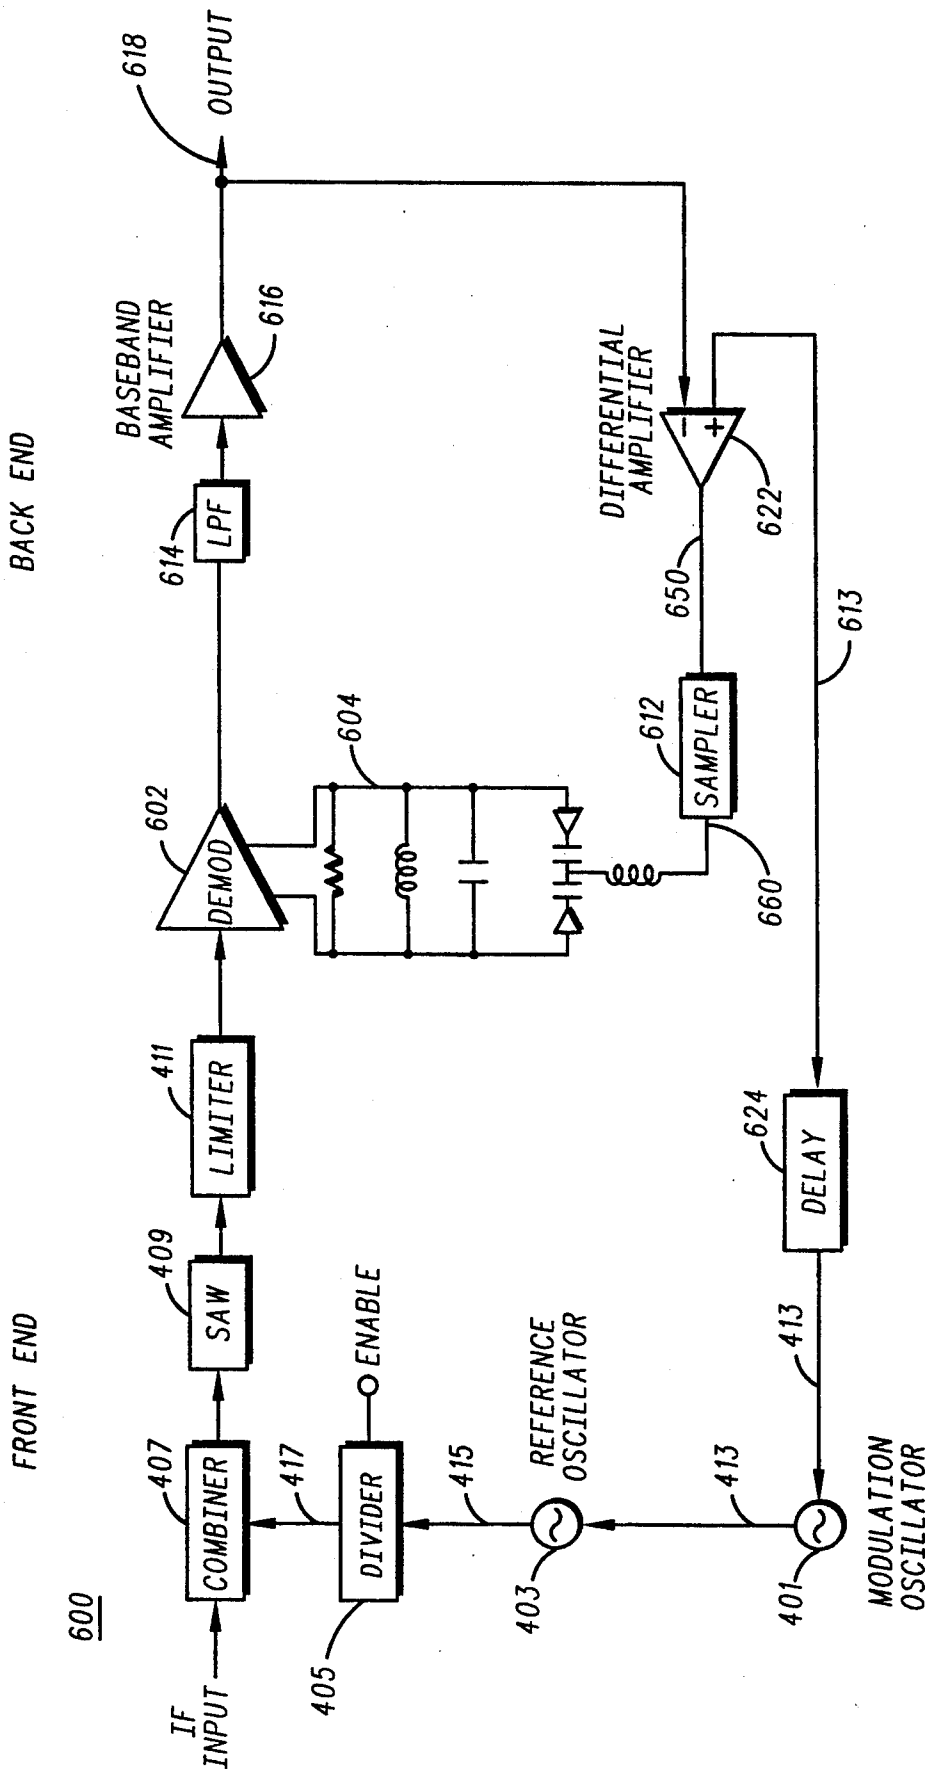 600
FRONT END
BACK END
IF
INPUT
407
COMBINER
409
SAW
411
LIMITER
602
DEMOD
614
LPF
BASEBAND
AMPLIFIER
616
618
OUTPUT
417
405
DIVIDER
ENABLE
604
415
REFERENCE
OSCILLATOR
403
660
612
SAMPLER
650
DIFFERENTIAL
AMPLIFIER
-
+
622
413
401
MODULATION
OSCILLATOR
413
624
DELAY
613